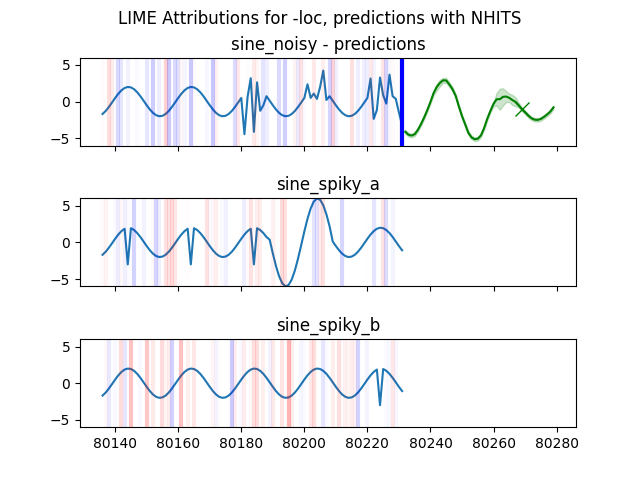 LIME Attributions for -loc, predictions with NHITS
sine_noisy - predictions
5
0
−5
sine_spiky_a
5
0
−5
sine_spiky_b
5
0
−5
80140 80160 80180 80200 80220 80240 80260 80280